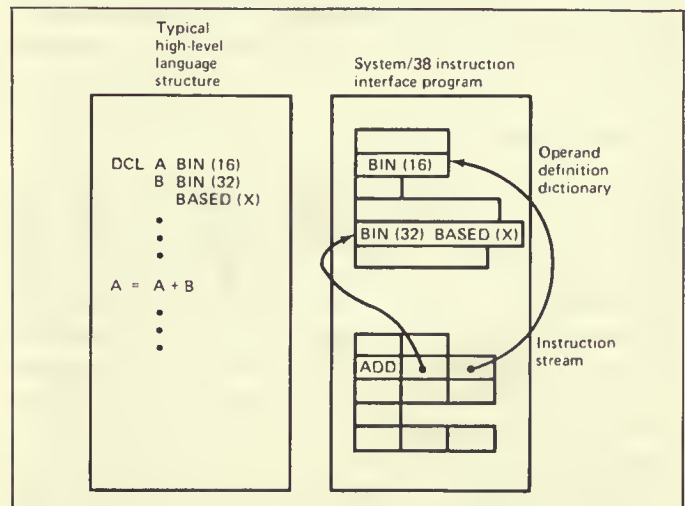 Typical
high-level
language
structure
DCL A BIN (16)
B BIN (32)
BASED (X)
A = A + B
System/38 instruction
interface program
BIN (16)
BIN (32) BASED (X)
ADD
Operand
definition
dictionary
Instruction
stream